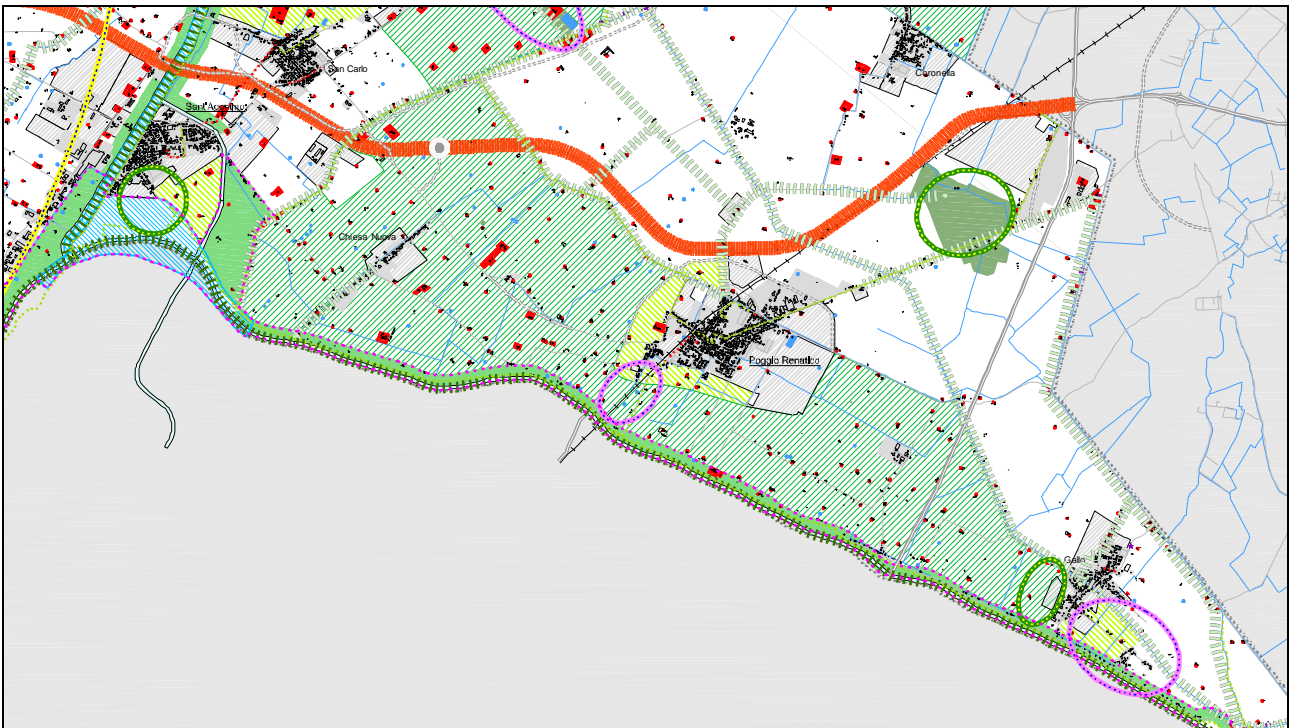 San Carlo
Coronella
Sant'Agostino
Chiesa Nuova
Poggio Renatico
Gallo